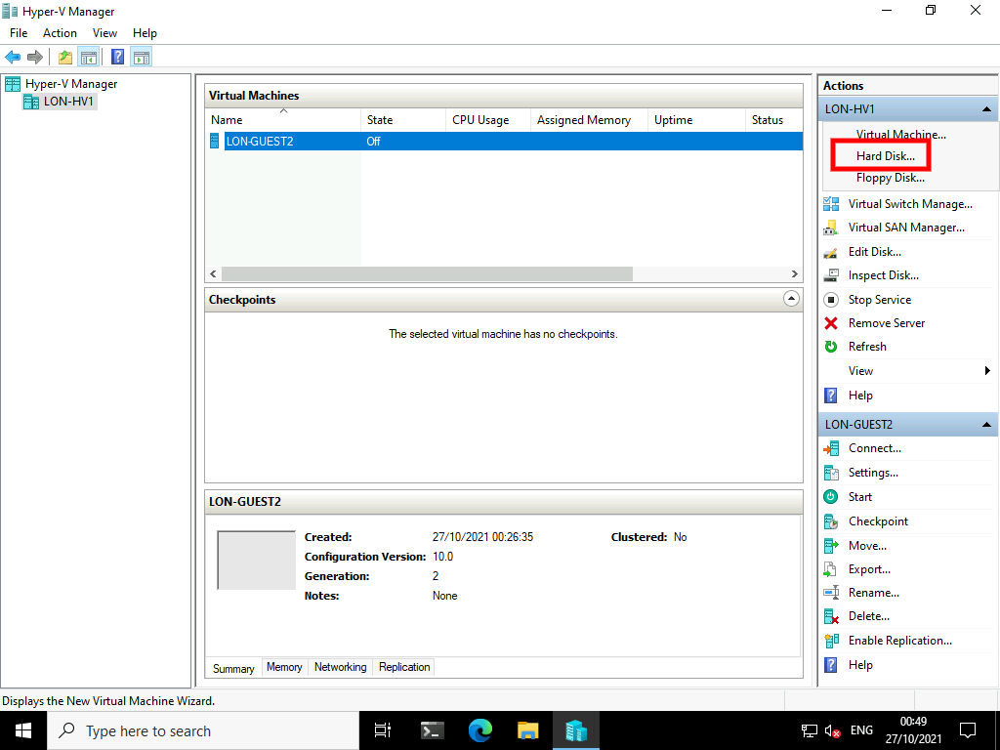 Hyper-V Manager
File Action View Help
Hyper-V Manager
LON-HV1
Virtual Machines
Name State CPU Usage Assigned Memory Uptime Status
LON-GUEST2 Off
Checkpoints
The selected virtual machine has no checkpoints.
LON-GUEST2
Created: 27/10/2021 00:26:35 Clustered: No
Configuration Version: 10.0
Generation: 2
Notes: None
Summary Memory Networking Replication
Actions
LON-HV1
Virtual Machine...
Hard Disk...
Floppy Disk...
Virtual Switch Manage...
Virtual SAN Manager...
Edit Disk...
Inspect Disk...
Stop Service
Remove Server
Refresh
View
Help
LON-GUEST2
Connect...
Settings...
Start
Checkpoint
Move...
Export...
Rename...
Delete...
Enable Replication...
Help
Displays the New Virtual Machine Wizard.
Type here to search
ENG
00:49
27/10/2021